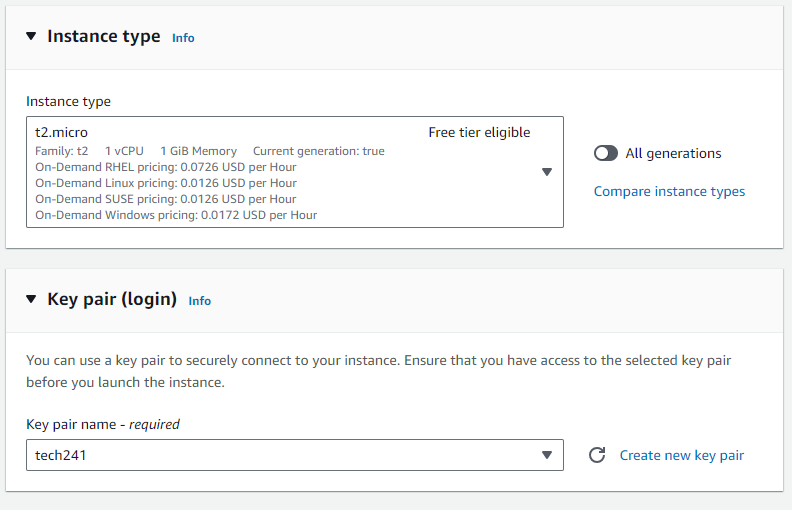 Instance type Info
Instance type
t2.micro Free tier eligible
Family: t2 1 vCPU 1 GiB Memory Current generation: true
On-Demand RHEL pricing: 0.0726 USD per Hour
On-Demand Linux pricing: 0.0126 USD per Hour
On-Demand SUSE pricing: 0.0126 USD per Hour
On-Demand Windows pricing: 0.0172 USD per Hour
All generations
Compare instance types
Key pair (login) Info
You can use a key pair to securely connect to your instance. Ensure that you have access to the selected key pair
before you launch the instance.
Key pair name - required
tech241
Create new key pair